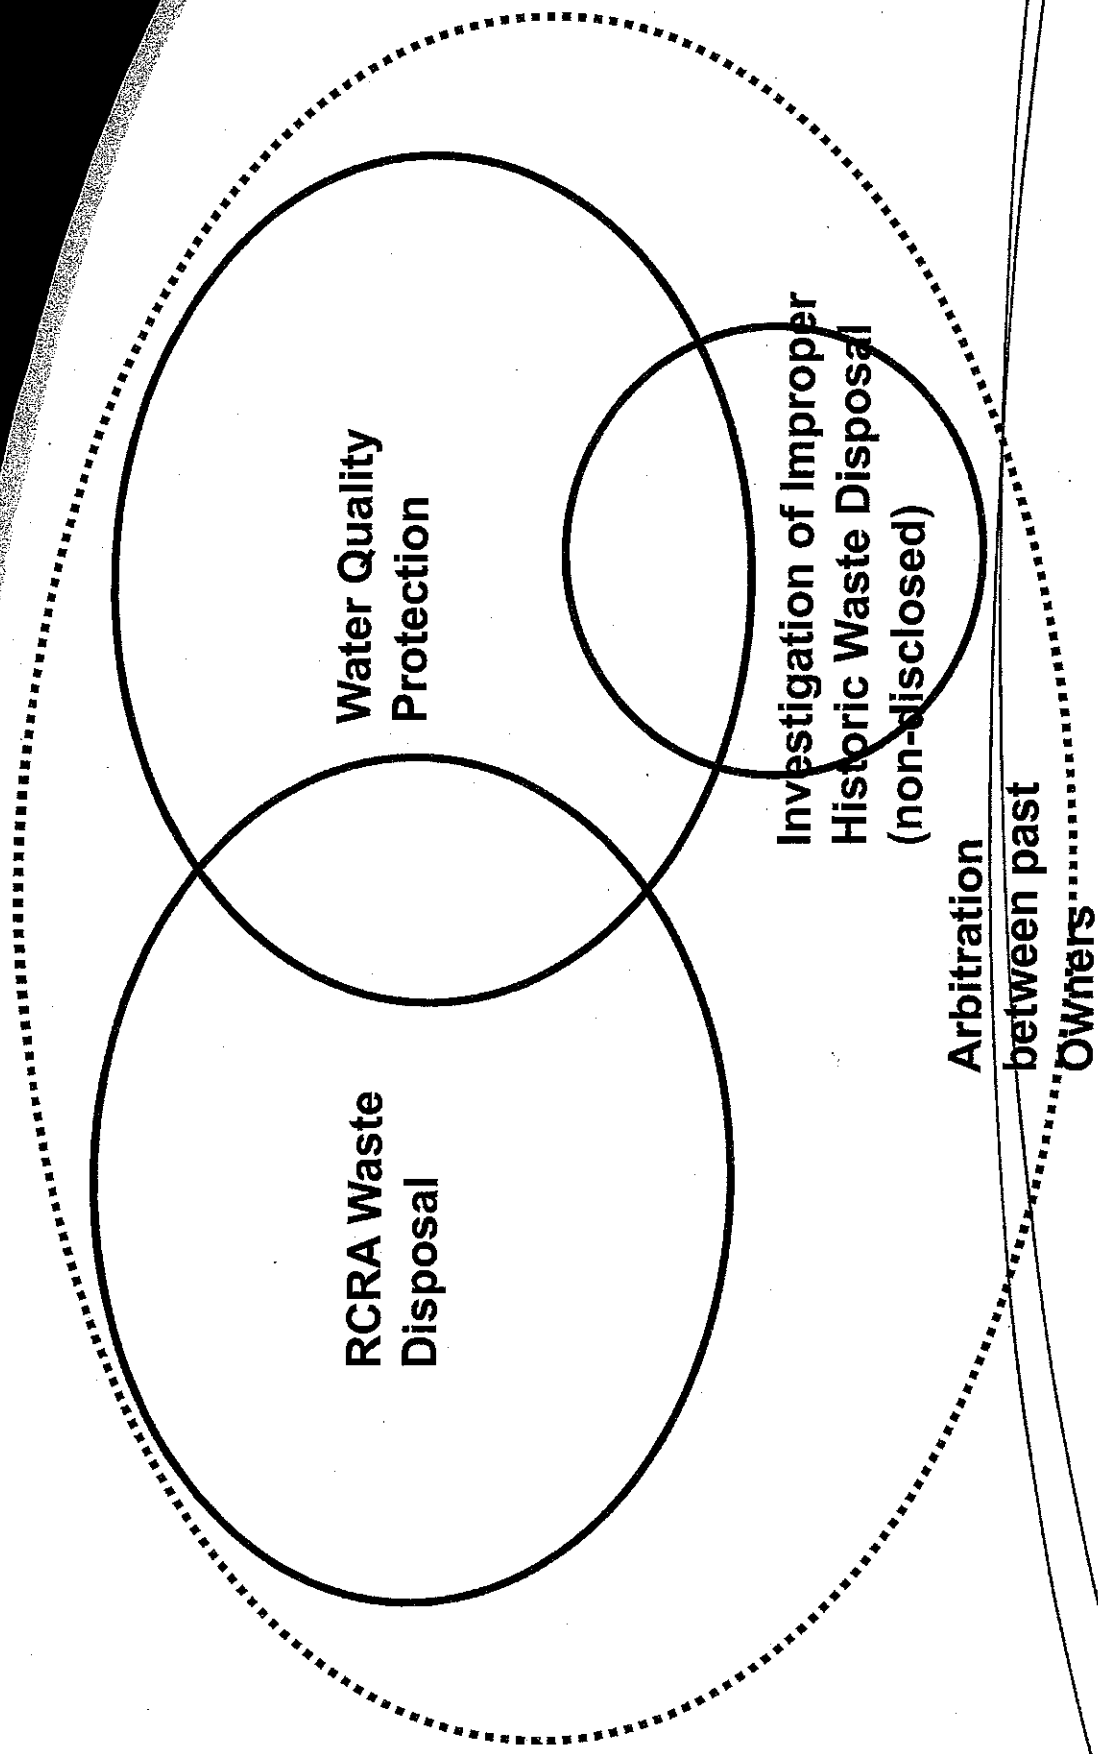 RCRA Waste
Disposal
Water Quality
Protection
Investigation of Improper
Historic Waste Disposal
(non-disclosed)
Arbitration
between past
Owners